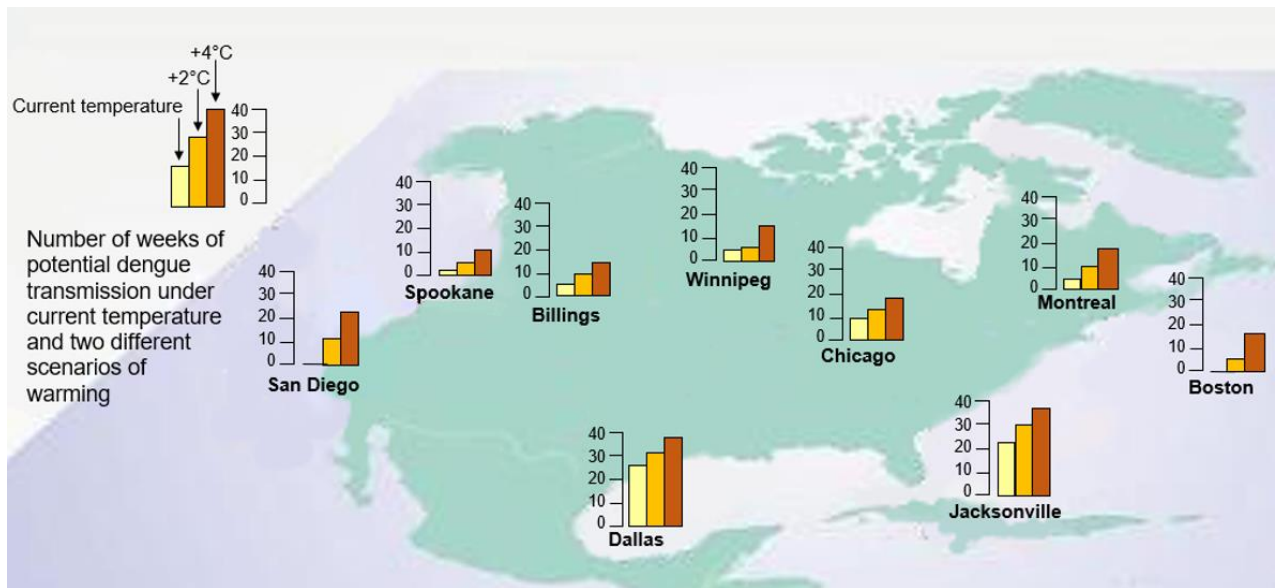 +4°C
+2°C
Current temperature
40
30
20
10
0
Number of weeks of
potential dengue
transmission under
current temperature
and two different
scenarios of
warming
40
30
20
10
0
San Diego
40
30
20
10
0
Spookane
40
30
20
10
0
Billings
40
30
20
10
0
Winnipeg
40
30
20
10
0
Chicago
40
30
20
10
0
Montreal
40
30
20
10
0
Boston
40
30
20
10
0
Dallas
40
30
20
10
0
Jacksonville